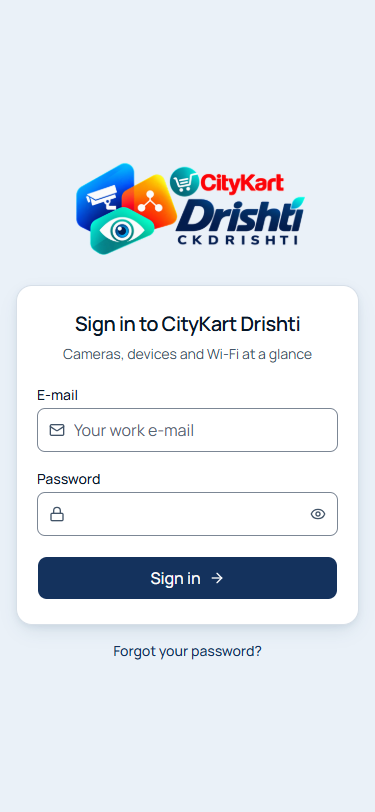 CityKart
Drishti
CKDRISHTI
Sign in to CityKart Drishti
Cameras, devices and Wi-Fi at a glance
E-mail
Your work e-mail
Password
Sign in
Forgot your password?